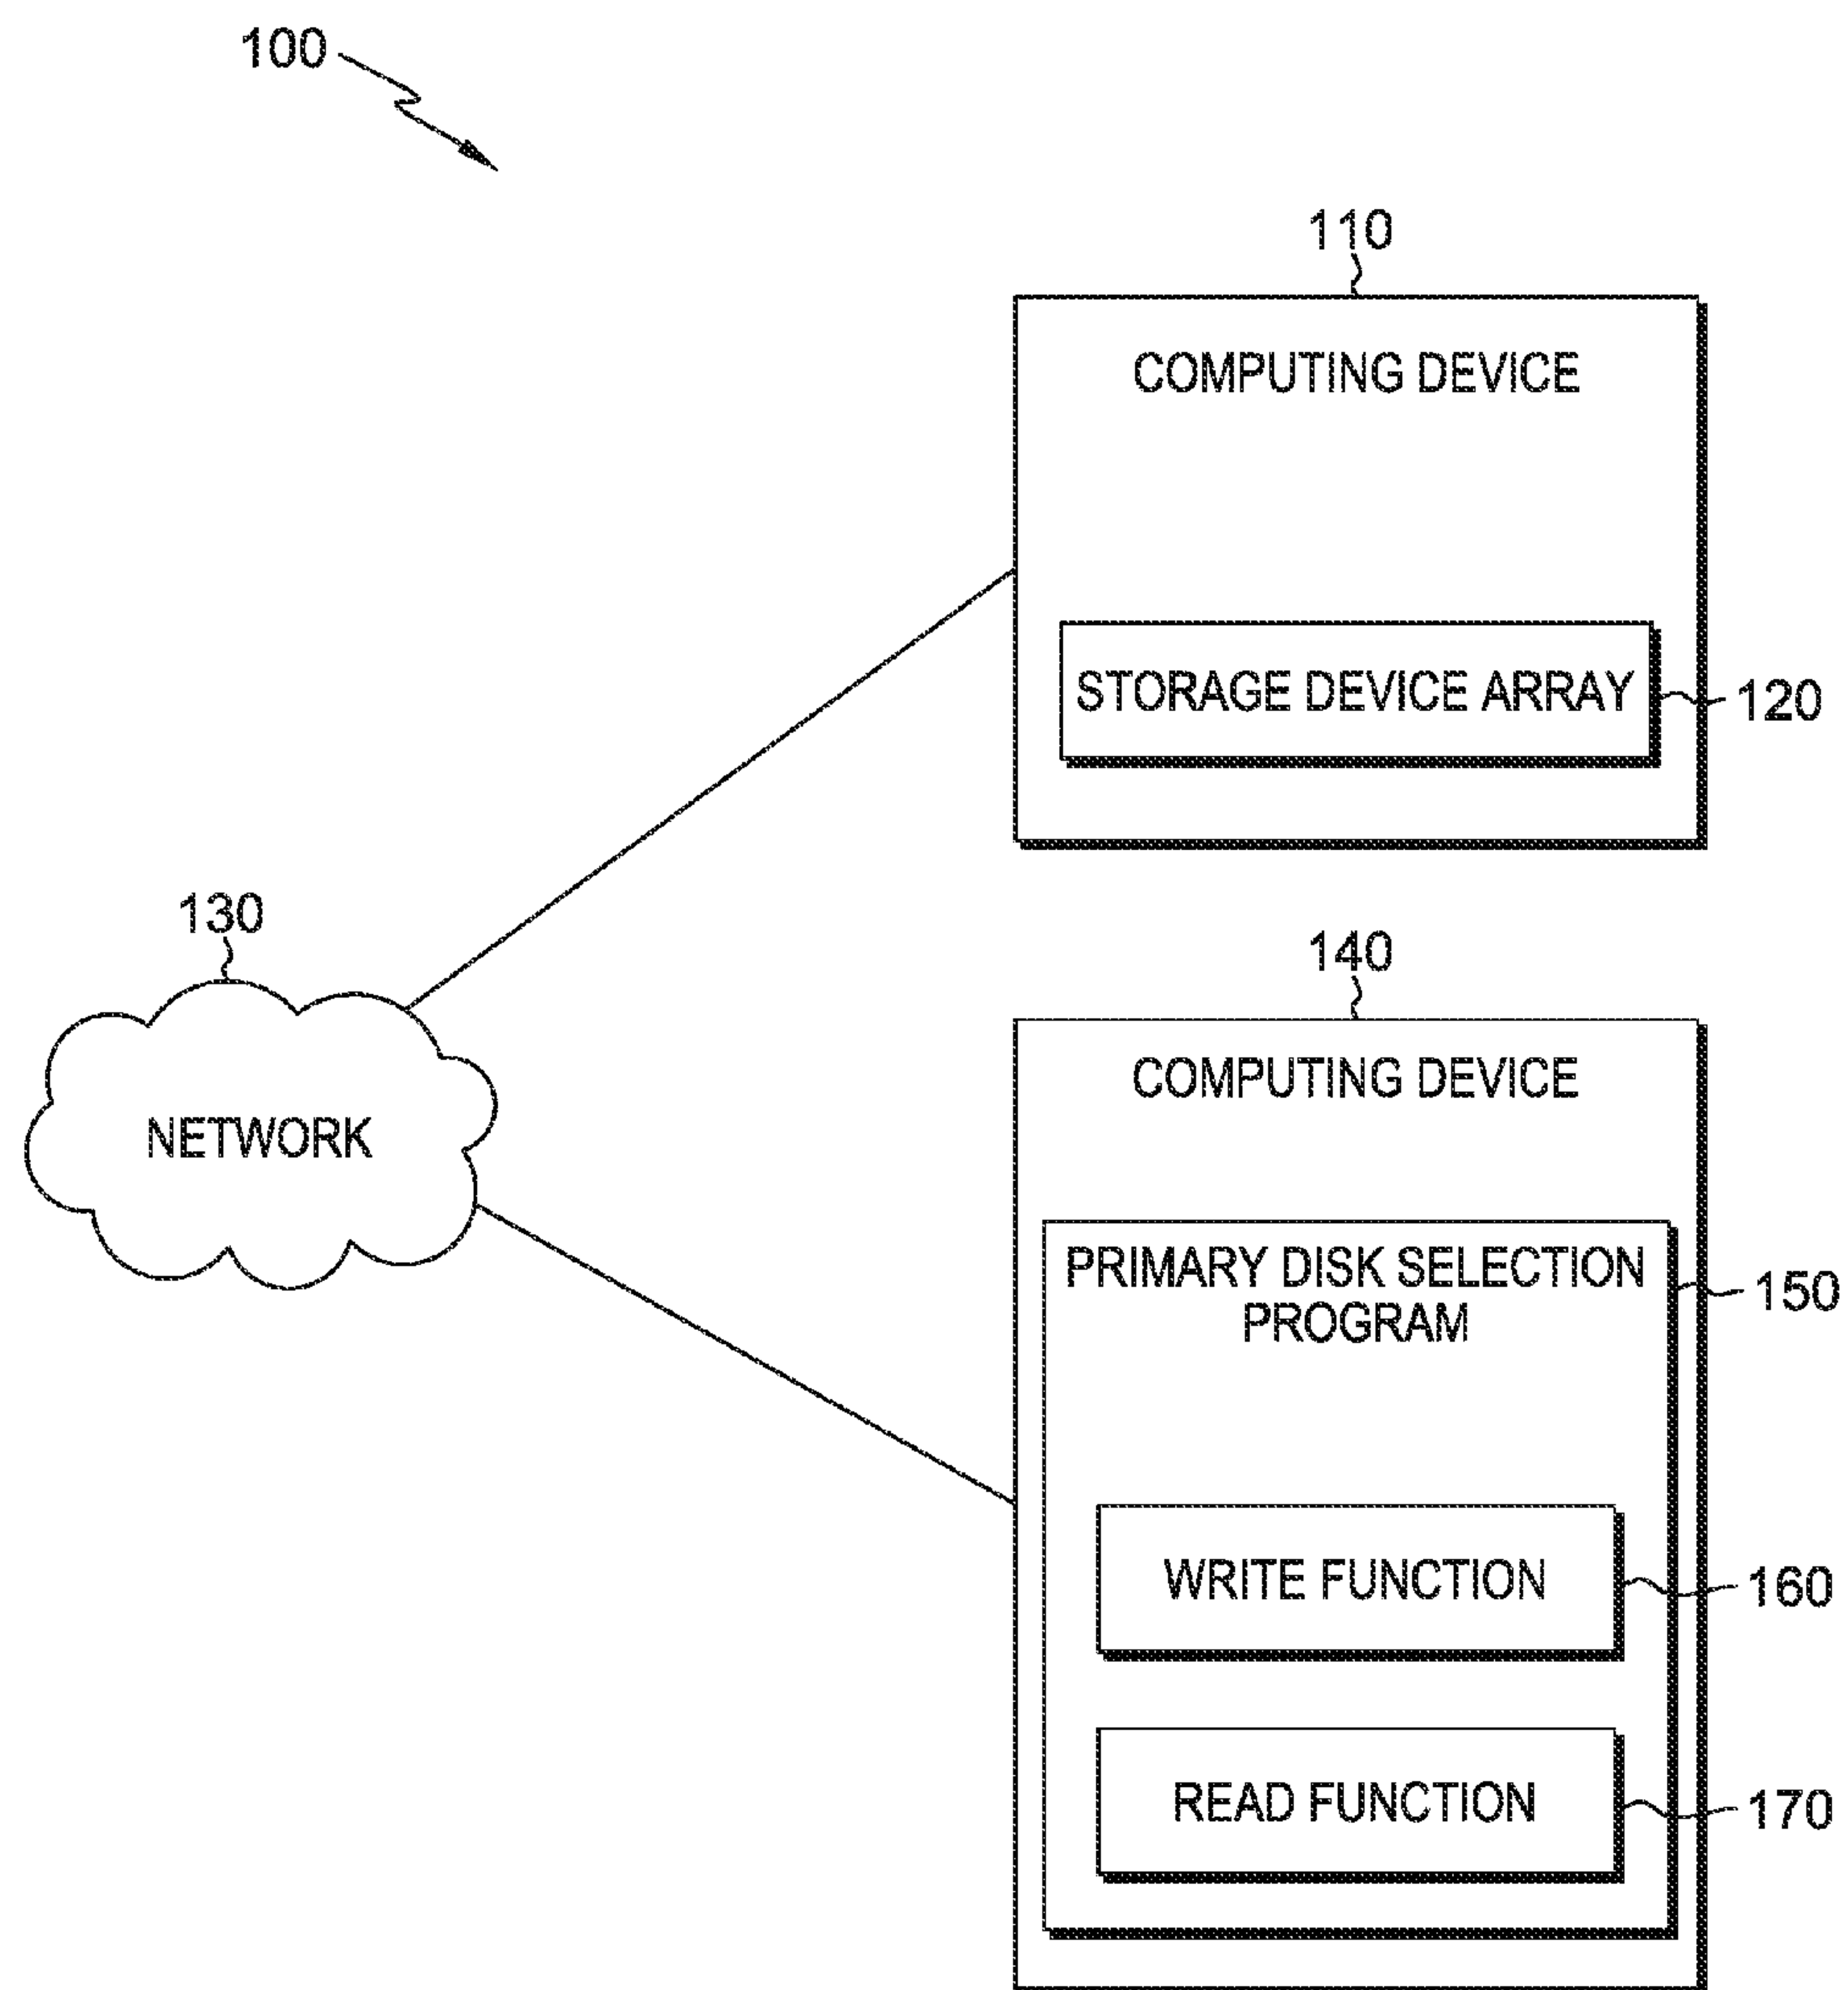 100
110
COMPUTING DEVICE
STORAGE DEVICE ARRAY
120
130
NETWORK
140
COMPUTING DEVICE
PRIMARY DISK SELECTION
PROGRAM
150
WRITE FUNCTION
160
READ FUNCTION
170